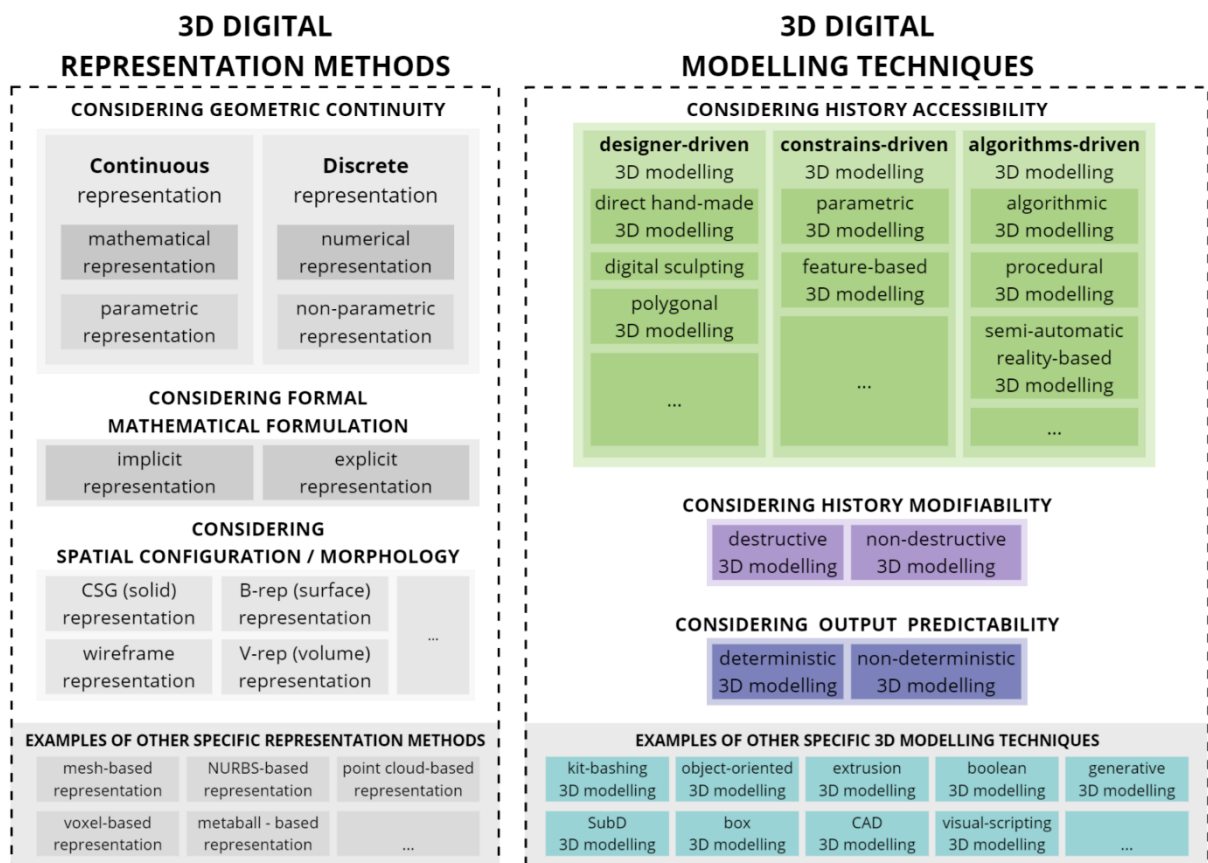 3D DIGITAL
REPRESENTATION METHODS
CONSIDERING GEOMETRIC CONTINUITY
Continuous
representation
mathematical
representation
parametric
representation
Discrete
representation
numerical
representation
non-parametric
representation
CONSIDERING FORMAL
MATHEMATICAL FORMULATION
implicit
representation
explicit
representation
CONSIDERING
SPATIAL CONFIGURATION / MORPHOLOGY
CSG (solid)
representation
B-rep (surface)
representation
...
wireframe
representation
V-rep (volume)
representation
EXAMPLES OF OTHER SPECIFIC REPRESENTATION METHODS
mesh-based
representation
NURBS-based
representation
point cloud-based
representation
voxel-based
representation
metaball - based
representation
...
3D DIGITAL
MODELLING TECHNIQUES
CONSIDERING HISTORY ACCESSIBILITY
designer-driven
3D modelling
direct hand-made
3D modelling
digital sculpting
polygonal
3D modelling
...
constrains-driven
3D modelling
parametric
3D modelling
feature-based
3D modelling
...
algorithms-driven
3D modelling
algorithmic
3D modelling
procedural
3D modelling
semi-automatic
reality-based
3D modelling
...
CONSIDERING HISTORY MODIFIABILITY
destructive
3D modelling
non-destructive
3D modelling
CONSIDERING OUTPUT PREDICTABILITY
deterministic
3D modelling
non-deterministic
3D modelling
EXAMPLES OF OTHER SPECIFIC 3D MODELLING TECHNIQUES
kit-bashing
3D modelling
object-oriented
3D modelling
extrusion
3D modelling
boolean
3D modelling
generative
3D modelling
SubD
3D modelling
box
3D modelling
CAD
3D modelling
visual-scripting
3D modelling
...